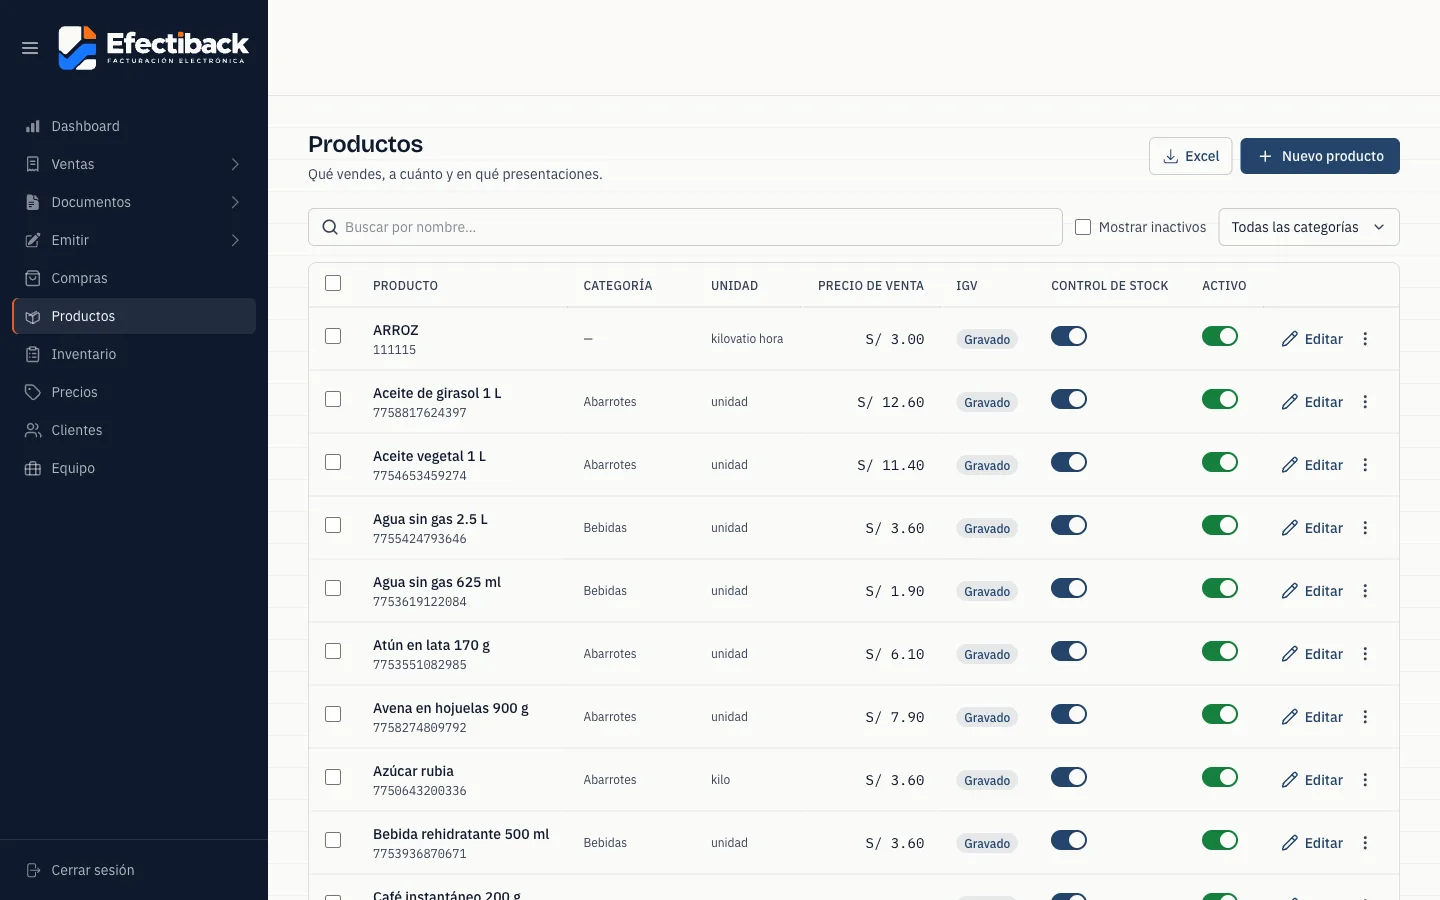 Efectiback
FACTURACIÓN ELECTRÓNICA
Dashboard
Ventas
Documentos
Emitir
Compras
Productos
Inventario
Precios
Clientes
Equipo
Cerrar sesión
Productos
Qué vendes, a cuánto y en qué presentaciones.
Excel
Nuevo producto
Buscar por nombre...
Mostrar inactivos
Todas las categorías
PRODUCTO CATEGORÍA UNIDAD PRECIO DE VENTA IGV CONTROL DE STOCK ACTIVO
ARROZ
111115
— kilovatio hora S/ 3.00 Gravado Editar
Aceite de girasol 1 L
7758817624397
Abarrotes unidad S/ 12.60 Gravado Editar
Aceite vegetal 1 L
7754653459274
Abarrotes unidad S/ 11.40 Gravado Editar
Agua sin gas 2.5 L
7755424793646
Bebidas unidad S/ 3.60 Gravado Editar
Agua sin gas 625 ml
7753619122084
Bebidas unidad S/ 1.90 Gravado Editar
Atún en lata 170 g
7753551082985
Abarrotes unidad S/ 6.10 Gravado Editar
Avena en hojuelas 900 g
7758274809792
Abarrotes unidad S/ 7.90 Gravado Editar
Azúcar rubia
7750643200336
Abarrotes kilo S/ 3.60 Gravado Editar
Bebida rehidratante 500 ml
7753936870671
Bebidas unidad S/ 3.60 Gravado Editar
Café instantáneo 200 g